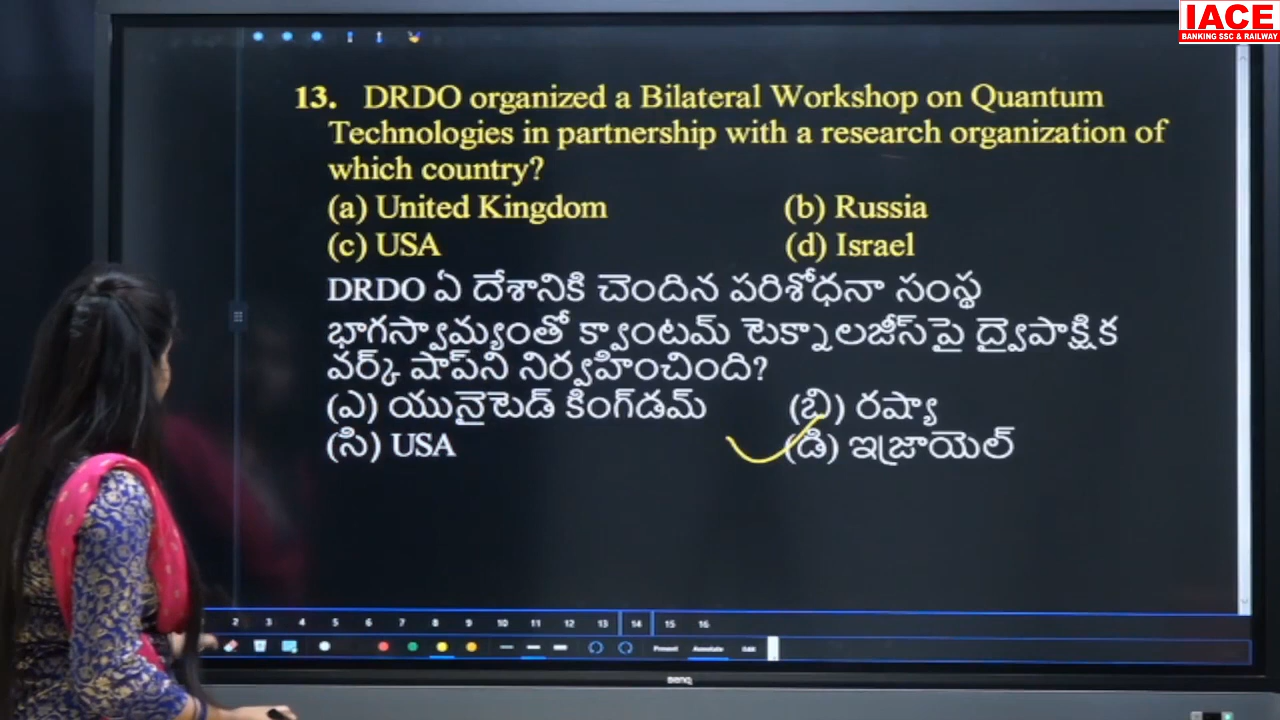 IACE
BANKING SSC & RAILWAY
13. DRDO organized a Bilateral Workshop on Quantum
Technologies in partnership with a research organization of
which country?
(a) United Kingdom (b) Russia
(c) USA (d) Israel
DRDO ఏ దేశానికి చెందిన పరిశోధనా సంస్థ
భాగస్వామ్యంతో క్వాంటమ్ టెక్నాలజీస్‌పై ద్వైపాక్షిక
వర్క్ షాప్‌ని నిర్వహించింది?
(ఎ) యునైటెడ్ కింగ్‌డమ్ (బి) రష్యా
(సి) USA (డి) ఇజ్రాయెల్
2 3 4 5 6 7 8 9 10 11 12 13 14 15 16
Present Annotate
BenQ